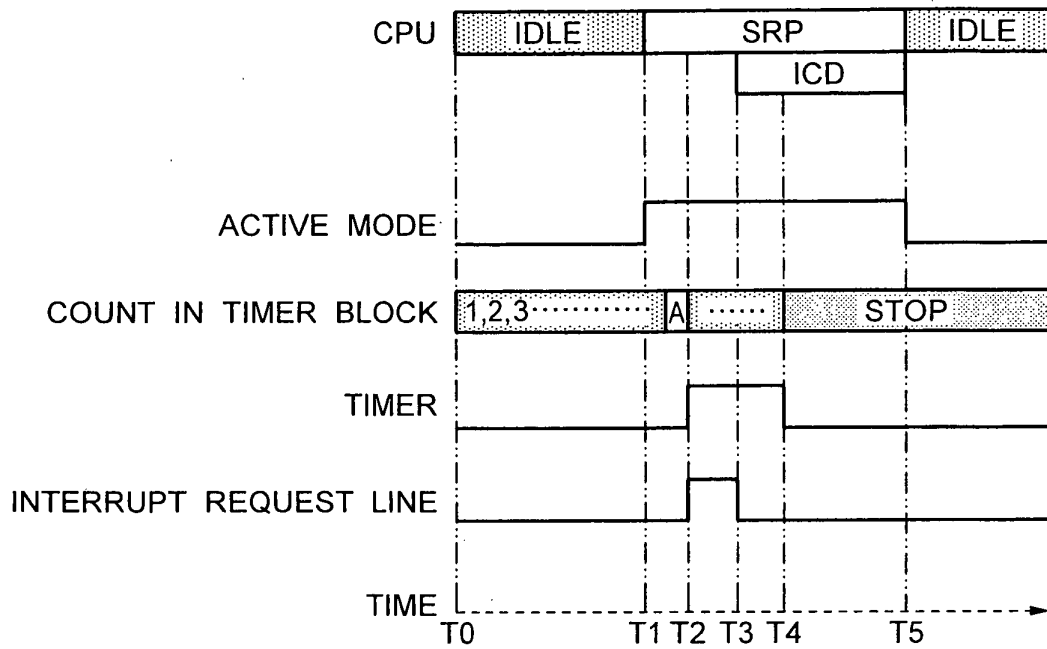 CPU IDLE SRP IDLE
ICD
ACTIVE MODE
COUNT IN TIMER BLOCK 1,2,3············ A ······ STOP
TIMER
INTERRUPT REQUEST LINE
TIME
T0 T1 T2 T3 T4 T5